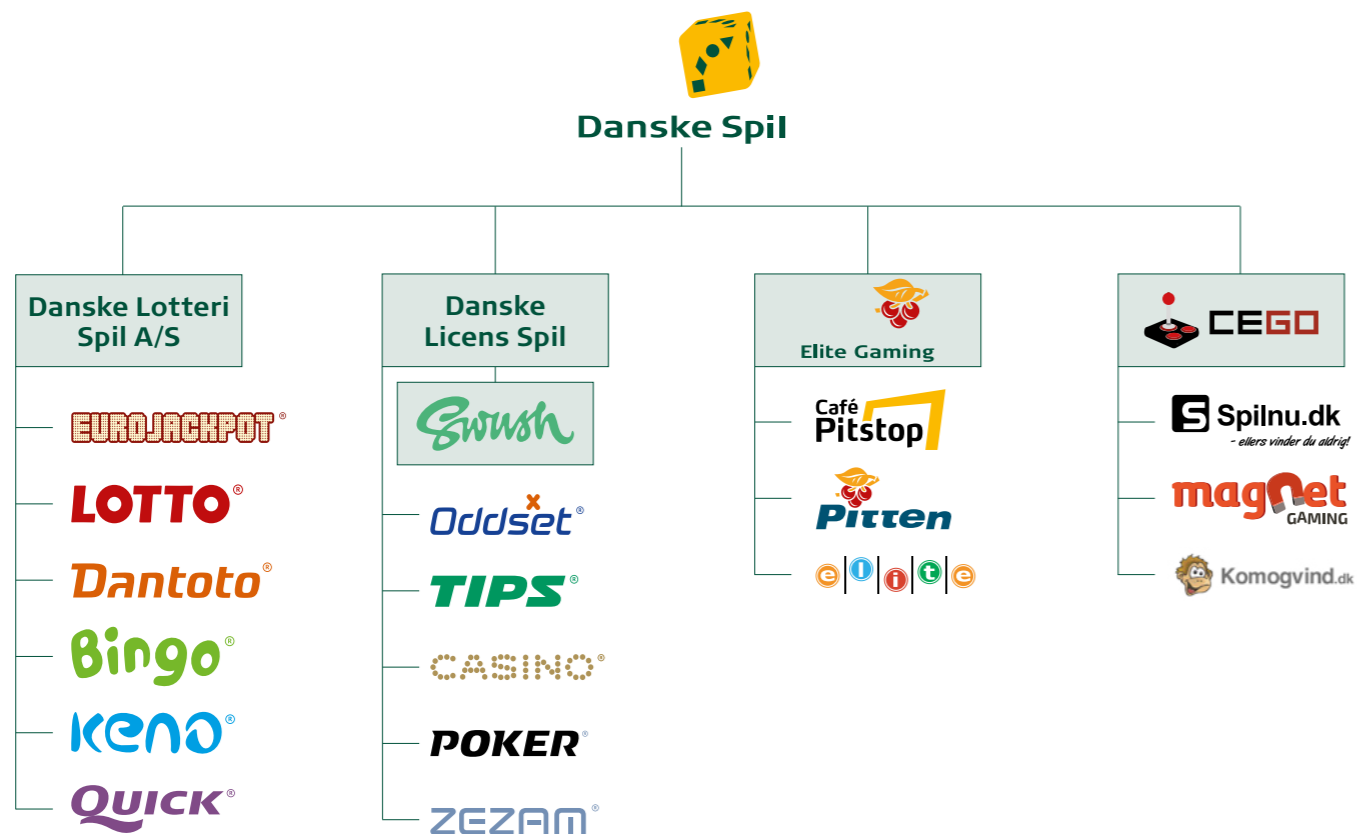 Danske Spil
Danske Lotteri
Spil A/S
EUROJACKPOT®
LOTTO®
Dantoto®
Bingo®
Keno®
QUICK®
Danske
Licens Spil
Swush
Oddset®
TIPS®
CASINO®
POKER®
ZEZAM®
Elite Gaming
Café
Pitstop
Pitten
elite
CEGO
S Spilnu.dk
- ellers vinder du aldrig!
magnet
GAMING
Komogvind.dk